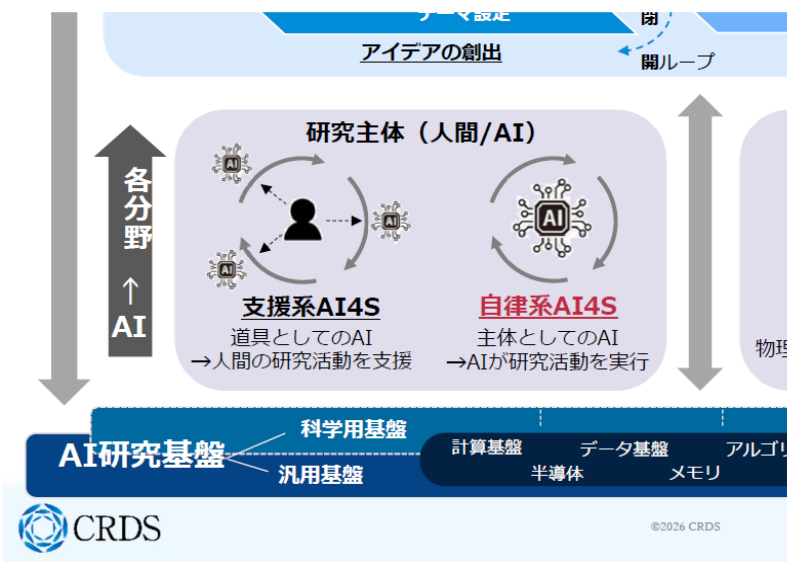 テーマ設定
閉
アイデアの創出
開ループ
研究主体（人間/AI）
AI
AI
AI
AI
各分野
↑
AI
支援系AI4S
道具としてのAI
→人間の研究活動を支援
自律系AI4S
主体としてのAI
→AIが研究活動を実行
物理
AI研究基盤
科学用基盤
汎用基盤
計算基盤
データ基盤
アルゴリ
半導体
メモリ
CRDS
©2026 CRDS